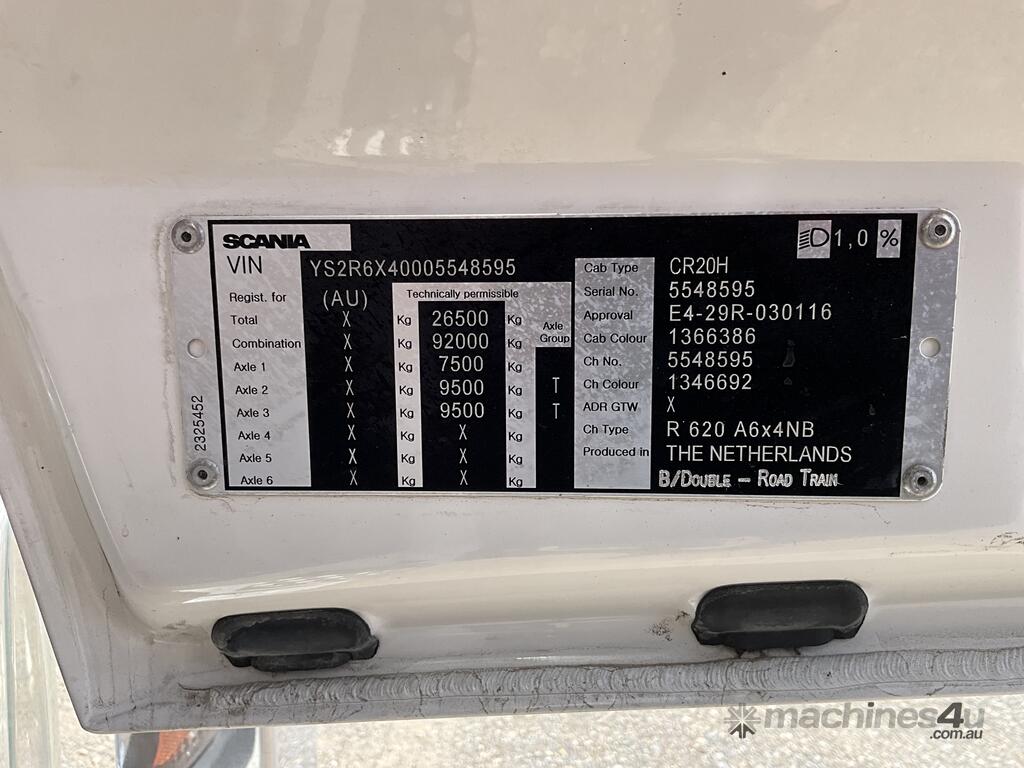 SCANIA 1,0 %
VIN YS2R6X40005548595
Regist. for (AU) Technically permissible
Total X Kg 26500 Kg Axle Group
Combination X Kg 92000 Kg
Axle 1 X Kg 7500 Kg
Axle 2 X Kg 9500 Kg T
Axle 3 X Kg 9500 Kg T
Axle 4 X Kg X Kg
Axle 5 X Kg X Kg
Axle 6 X Kg X Kg
Cab Type CR20H
Serial No. 5548595
Approval E4-29R-030116
Cab Colour 1366386
Ch No. 5548595
Ch Colour 1346692
ADR GTW X
Ch Type R 620 A6x4NB
Produced in THE NETHERLANDS
B/DOUBLE - ROAD TRAIN
2325452
machines4u
.com.au